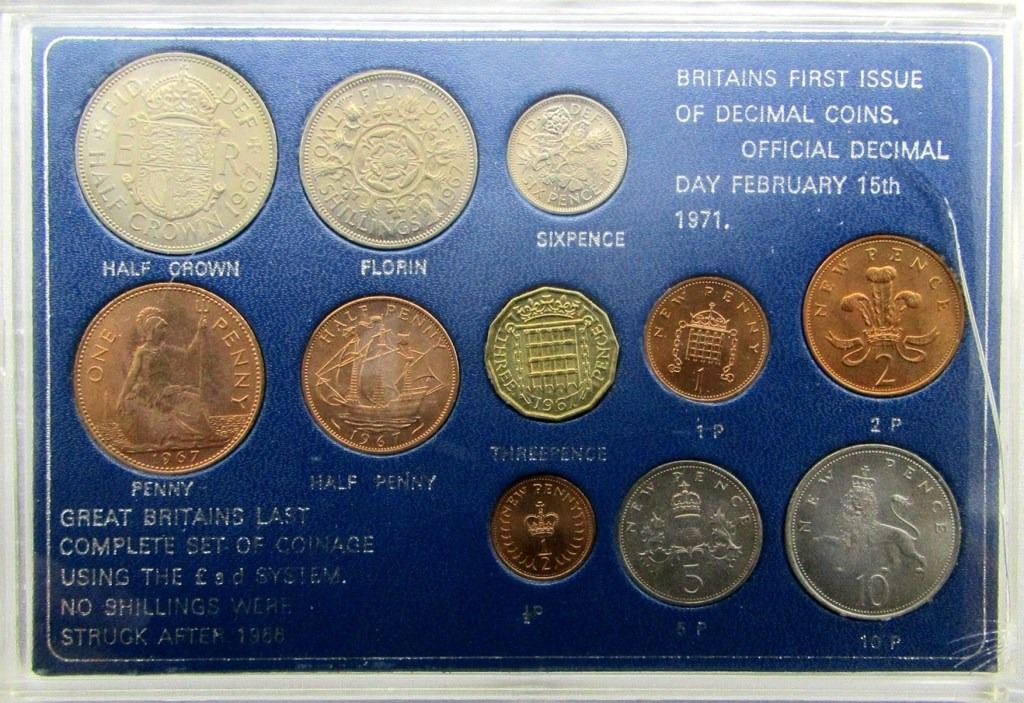 HALF CROWN
FID DEF
E R
HALF CROWN 1967
FLORIN
FID DEF
TWO SHILLINGS 1967
SIXPENCE
FID DEF
SIXPENCE 1967
BRITAINS FIRST ISSUE
OF DECIMAL COINS.
OFFICIAL DECIMAL
DAY FEBRUARY 15th
1971.
ONE PENNY
1967
PENNY
HALF PENNY
1967
HALF PENNY
THREE PENCE
1967
THREEPENCE
NEW PENNY
1
1 P
NEW PENCE
2
2 P
GREAT BRITAINS LAST
COMPLETE SET OF COINAGE
USING THE £ s d SYSTEM.
NO SHILLINGS WERE
STRUCK AFTER 1966
NEW PENNY
1/2
½P
NEW PENCE
5
5 P
NEW PENCE
10
10 P